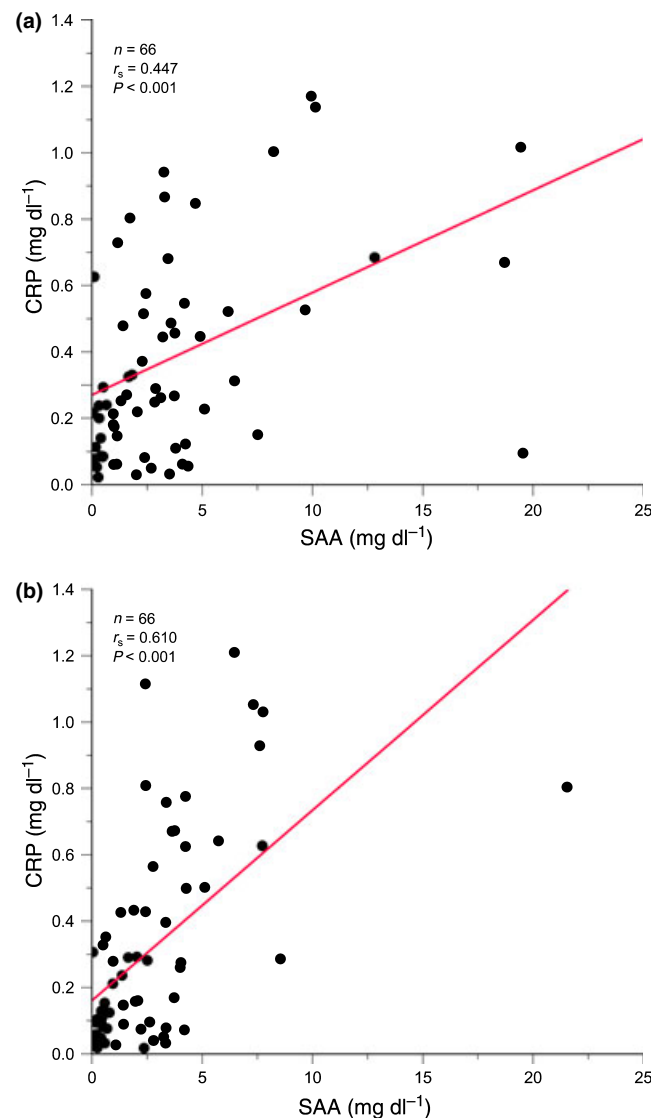 (a)
1.4
n = 66
rs = 0.447
P < 0.001
1.2
1.0
0.8
0.6
0.4
0.2
0.0
CRP (mg dl⁻¹)
0 5 10 15 20 25
SAA (mg dl⁻¹)
(b)
1.4
n = 66
rs = 0.610
P < 0.001
1.2
1.0
0.8
0.6
0.4
0.2
0.0
CRP (mg dl⁻¹)
0 5 10 15 20 25
SAA (mg dl⁻¹)